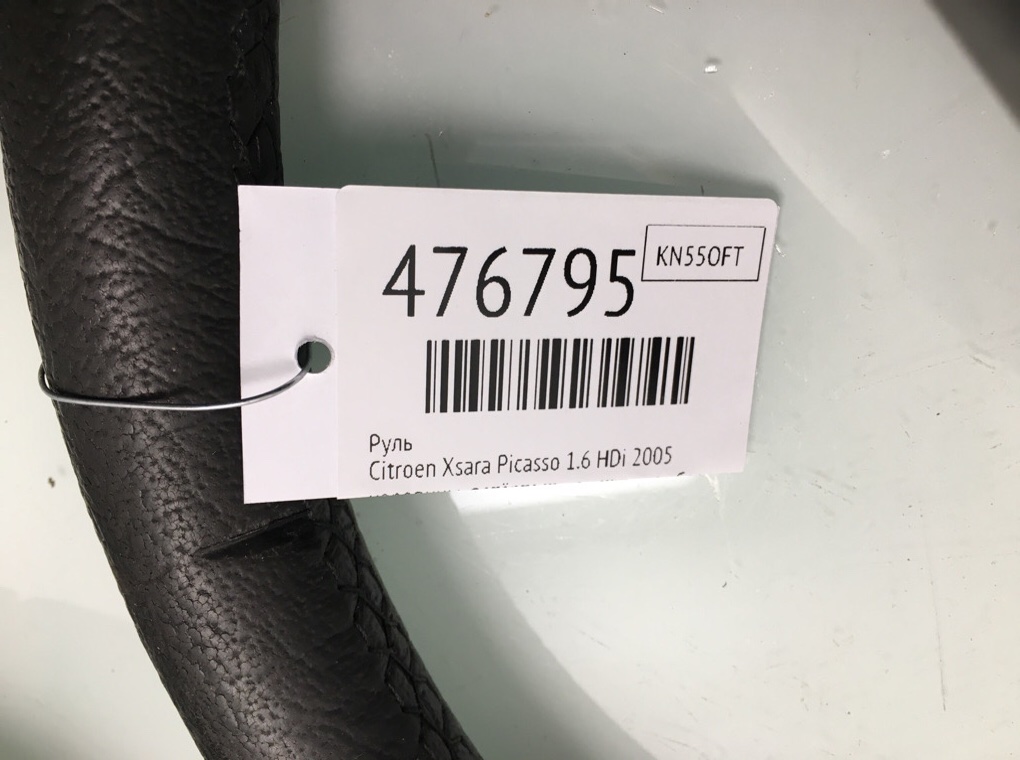 476795
KN55OFT
Руль
Citroen Xsara Picasso 1.6 HDi 2005